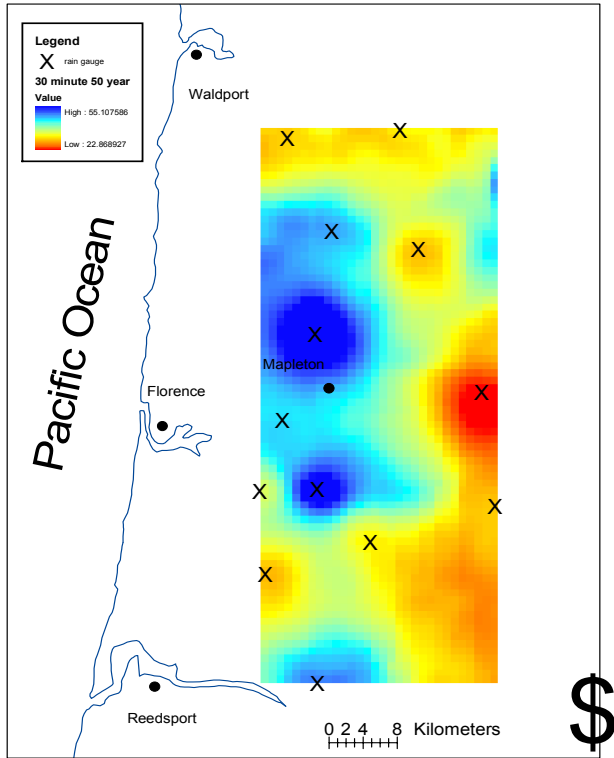 Legend
X rain gauge
30 minute 50 year
Value
High : 55.107586
Low : 22.868927
Waldport
X
X
X
X
Pacific Ocean
X
Mapleton
Florence
X
X
X
X
X
X
X
X
Reedsport
X
0 2 4 8 Kilometers
$